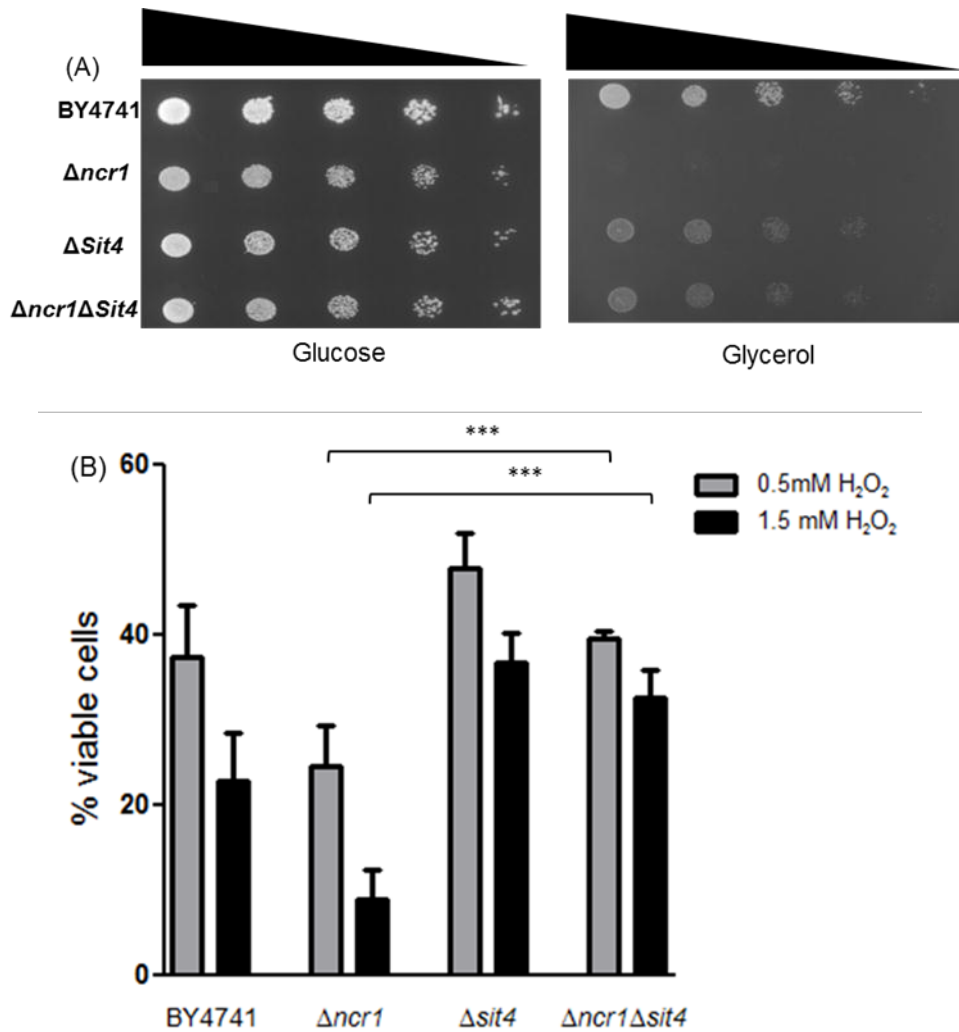 (A)
BY4741
Δncr1
ΔSit4
Δncr1ΔSit4
Glucose
Glycerol
(B)
***
***
0.5mM H₂O₂
1.5 mM H₂O₂
% viable cells
60
40
20
0
BY4741
Δncr1
Δsit4
Δncr1Δsit4